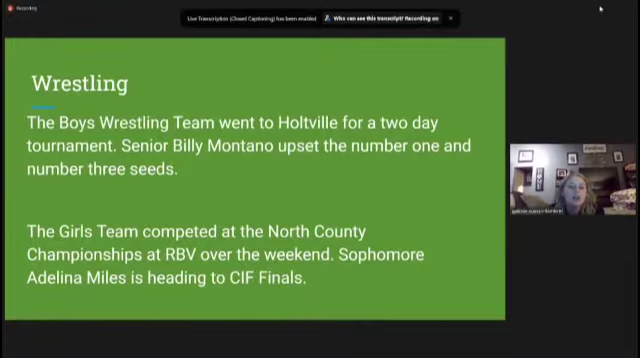 Recording
Live Transcription (Closed Captioning) has been enabled
Who can see this transcript? Recording on
Wrestling
The Boys Wrestling Team went to Holtville for a two day
tournament. Senior Billy Montano upset the number one and
number three seeds.
The Girls Team competed at the North County
Championships at RBV over the weekend. Sophomore
Adelina Miles is heading to CIF Finals.